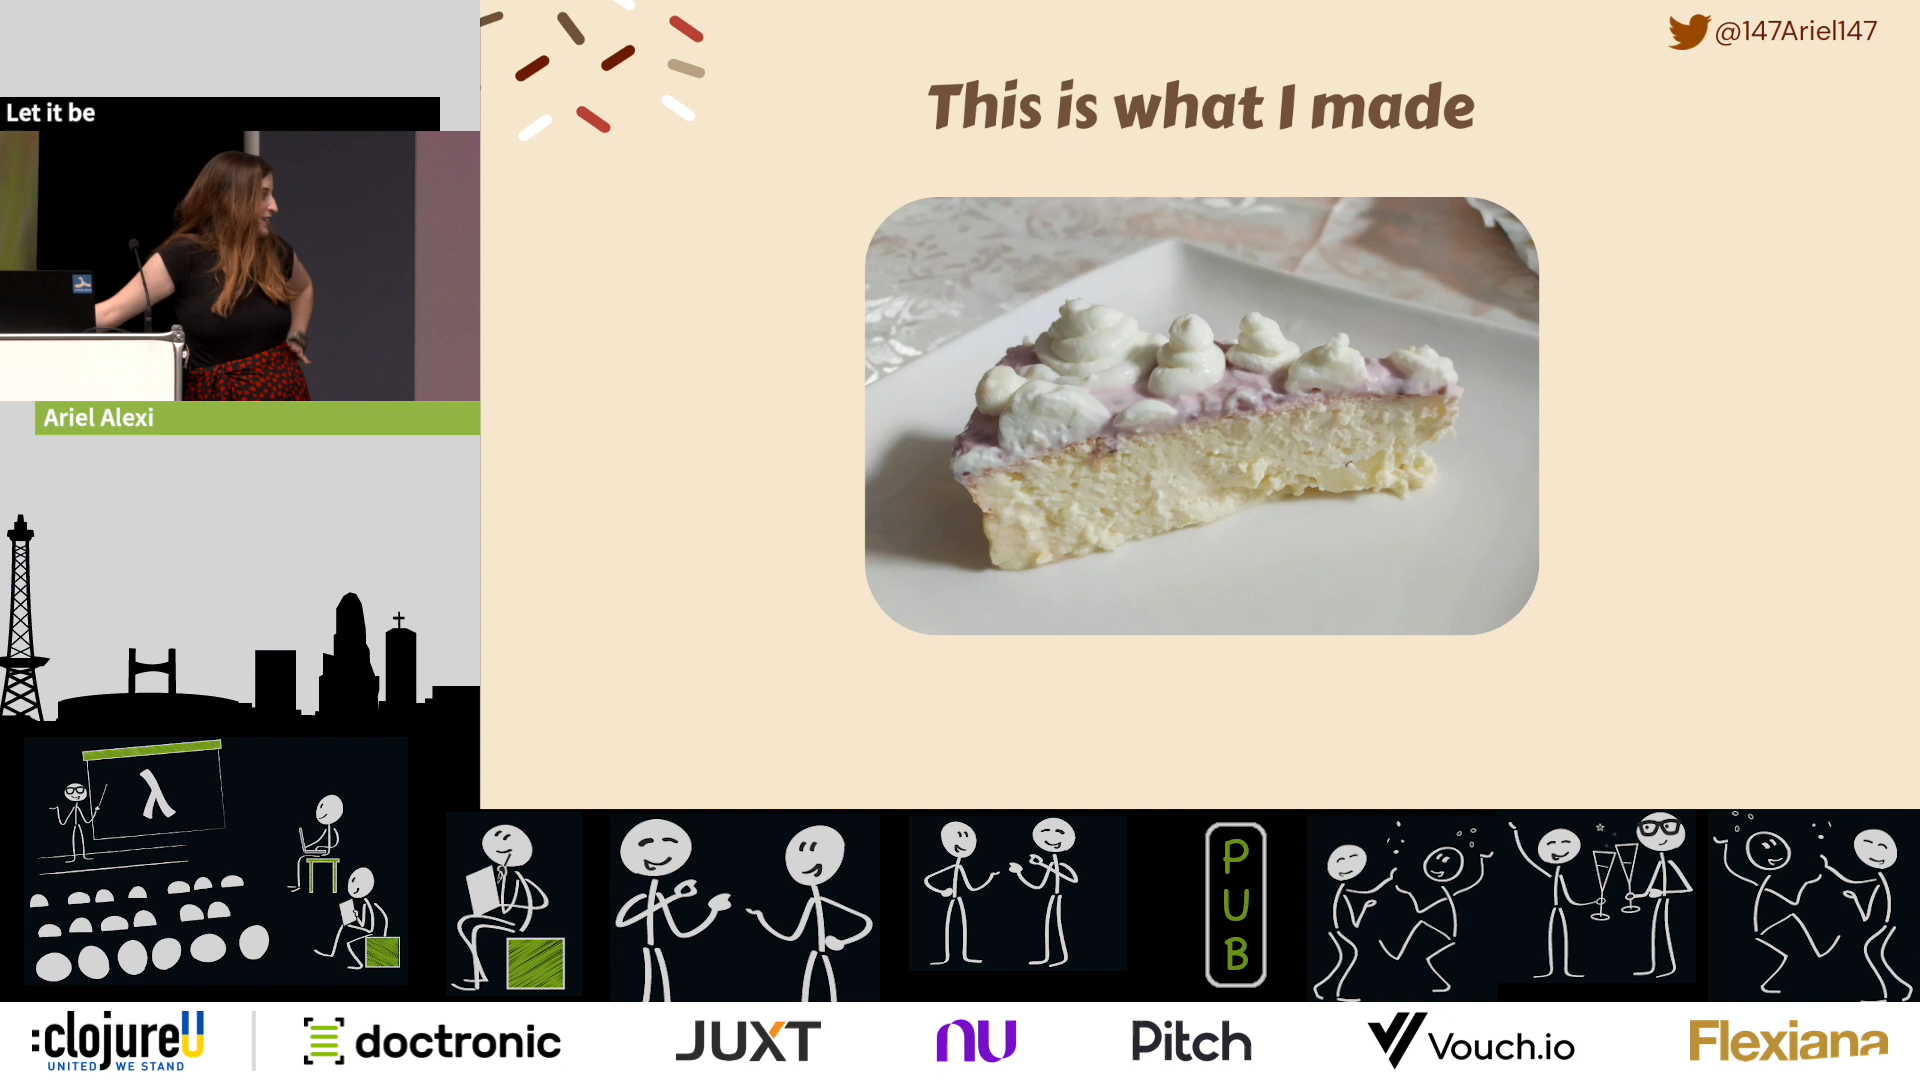 @147Ariel147
This is what I made
Let it be
Ariel Alexi
λ
PUB
:clojureU
UNITED WE STAND
doctronic
JUXT
nu
Pitch
Vouch.io
Flexiana